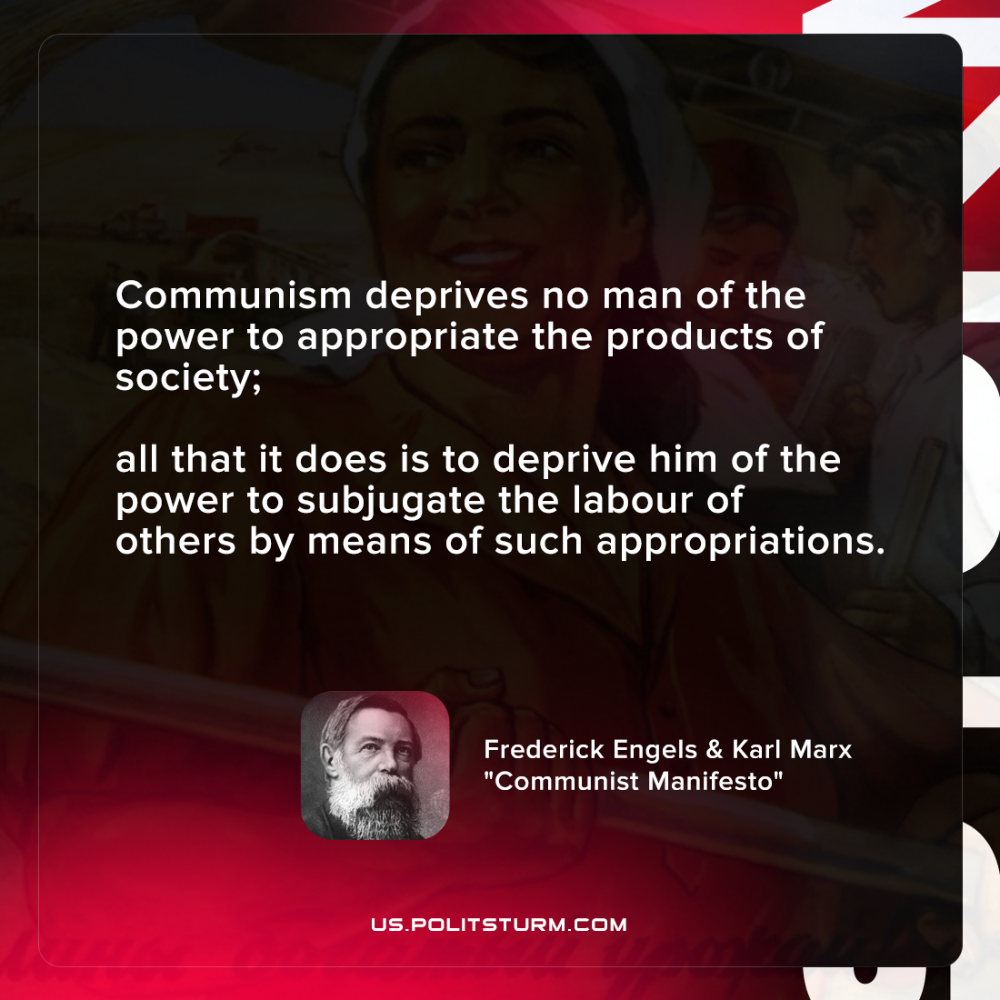 Communism deprives no man of the
power to appropriate the products of
society;
all that it does is to deprive him of the
power to subjugate the labour of
others by means of such appropriations.
Frederick Engels & Karl Marx
"Communist Manifesto"
US.POLITSTURM.COM